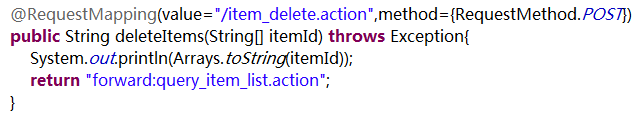 @RequestMapping(value="/item_delete.action",method={RequestMethod.POST})
public String deleteItems(String[] itemId) throws Exception{
System.out.println(Arrays.toString(itemId));
return "forward:query_item_list.action";
}